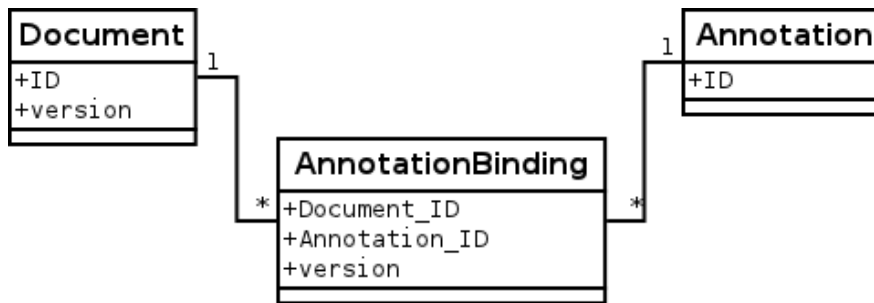 Document
+ID
+version
1
*
AnnotationBinding
+Document_ID
+Annotation_ID
+version
*
1
Annotation
+ID